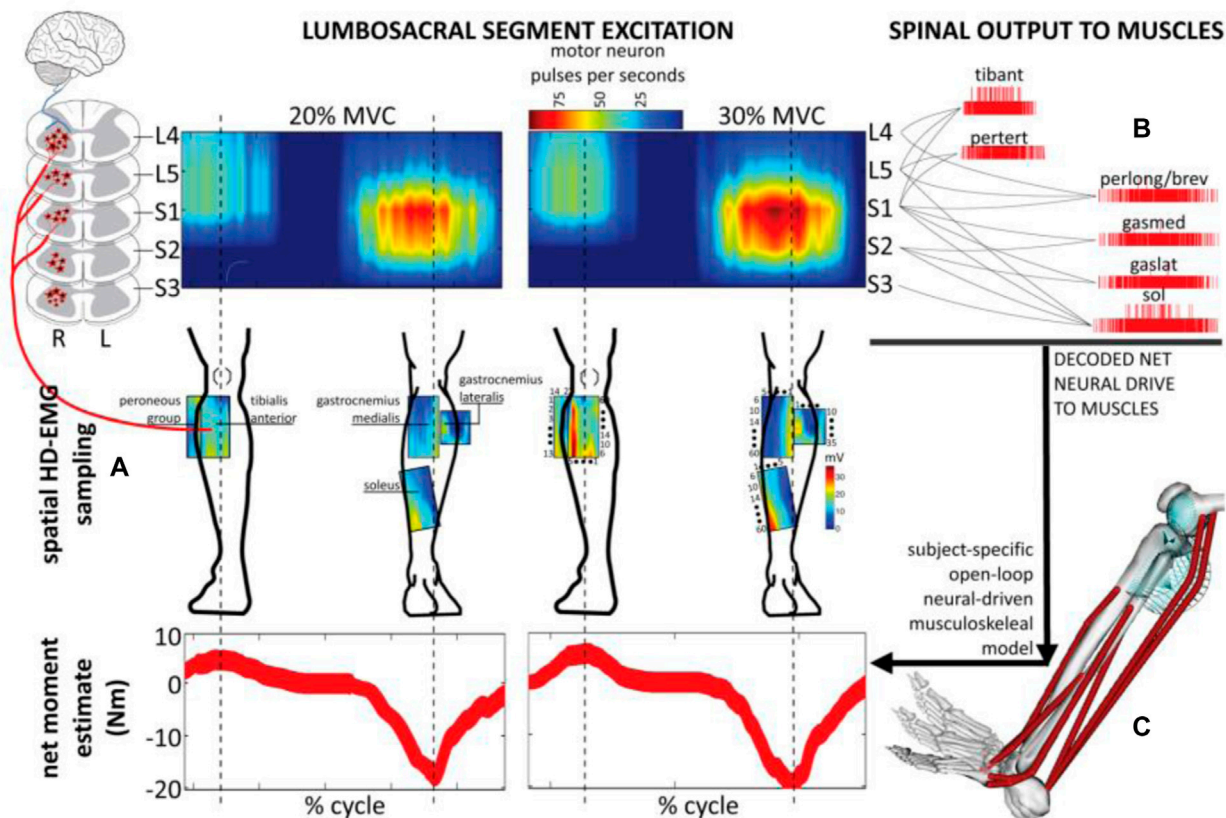 LUMBOSACRAL SEGMENT EXCITATION
SPINAL OUTPUT TO MUSCLES
motor neuron
pulses per seconds
75 50 25
20% MVC
30% MVC
L4
L5
S1
S2
S3
R L
L4
L5
S1
S2
S3
tibant
B
pertert
perlong/brev
gasmed
gaslat
sol
DECODED NET
NEURAL DRIVE
TO MUSCLES
spatial HD-EMG
sampling
A
peroneous
group
tibialis
anterior
gastrocnemius
medialis
gastrocnemius
lateralis
soleus
mV
30
20
10
0
subject-specific
open-loop
neural-driven
musculoskeleal
model
C
net moment
estimate
(Nm)
10
0
-10
-20
% cycle
% cycle